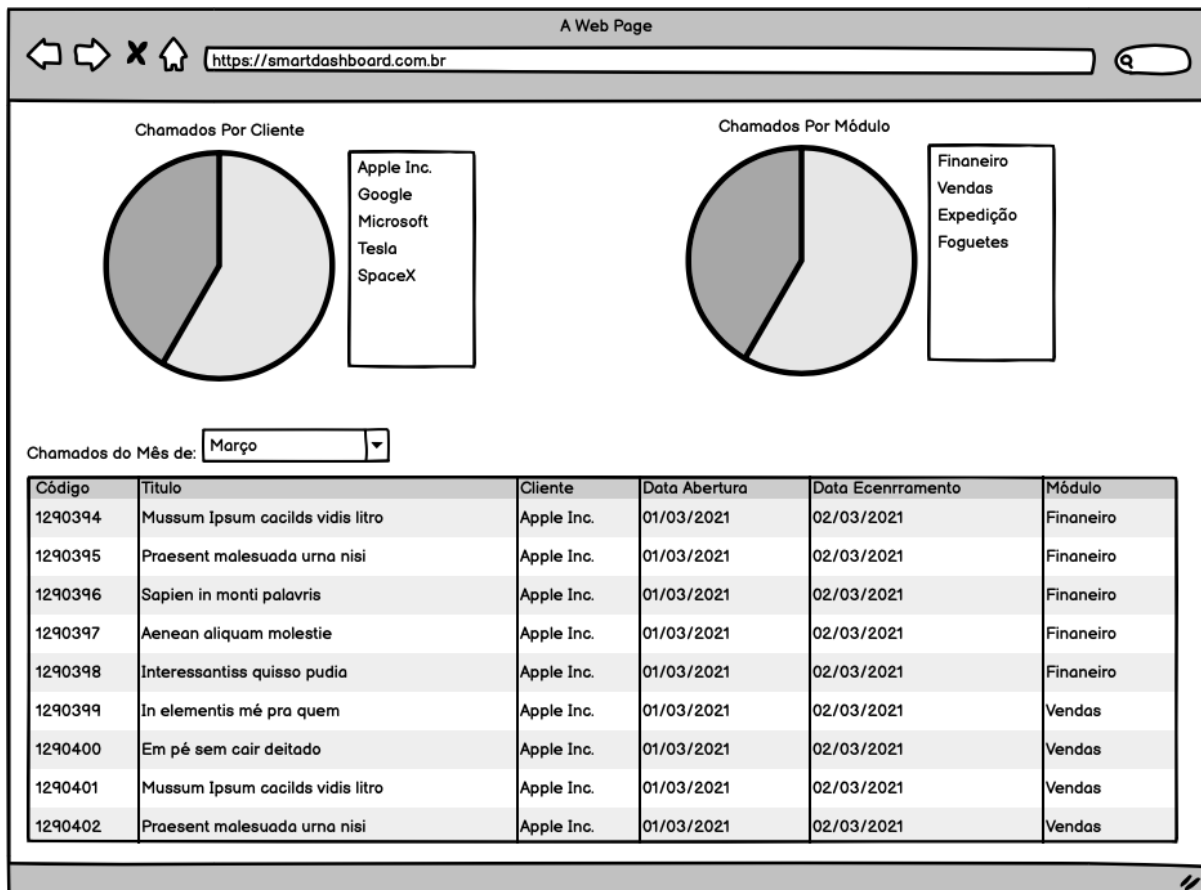 A Web Page
https://smartdashboard.com.br
Chamados Por Cliente
Apple Inc.
Google
Microsoft
Tesla
SpaceX
Chamados Por Módulo
Finaneiro
Vendas
Expedição
Foguetes
Chamados do Mês de: Março
Código Titulo Cliente Data Abertura Data Ecenrramento Módulo
1290394 Mussum Ipsum cacilds vidis litro Apple Inc. 01/03/2021 02/03/2021 Finaneiro
1290395 Praesent malesuada urna nisi Apple Inc. 01/03/2021 02/03/2021 Finaneiro
1290396 Sapien in monti palavris Apple Inc. 01/03/2021 02/03/2021 Finaneiro
1290397 Aenean aliquam molestie Apple Inc. 01/03/2021 02/03/2021 Finaneiro
1290398 Interessantiss quisso pudia Apple Inc. 01/03/2021 02/03/2021 Finaneiro
1290399 In elementis mé pra quem Apple Inc. 01/03/2021 02/03/2021 Vendas
1290400 Em pé sem cair deitado Apple Inc. 01/03/2021 02/03/2021 Vendas
1290401 Mussum Ipsum cacilds vidis litro Apple Inc. 01/03/2021 02/03/2021 Vendas
1290402 Praesent malesuada urna nisi Apple Inc. 01/03/2021 02/03/2021 Vendas